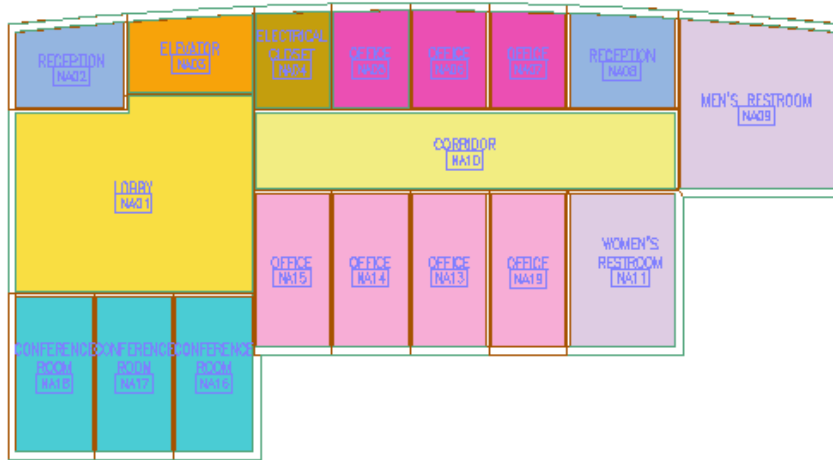 RECEPTION
NA02
ELEVATOR
NA03
ELECTRICAL
CLOSET
NA04
OFFICE
NA05
OFFICE
NA06
OFFICE
NA07
RECEPTION
NA08
MEN'S RESTROOM
NA09
CORRIDOR
NA10
LOBBY
NA01
OFFICE
NA15
OFFICE
NA14
OFFICE
NA13
OFFICE
NA19
WOMEN'S
RESTROOM
NA11
CONFERENCE
ROOM
NA18
CONFERENCE
ROOM
NA17
CONFERENCE
ROOM
NA16